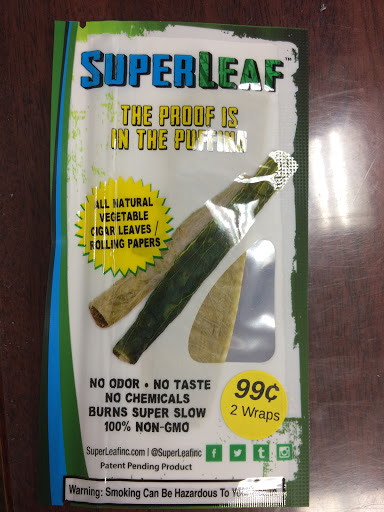 SUPERLEAF™
THE PROOF IS
IN THE PUFFING
ALL NATURAL
VEGETABLE
CIGAR LEAVES /
ROLLING PAPERS
NO ODOR • NO TASTE
NO CHEMICALS
BURNS SUPER SLOW
100% NON-GMO
99¢
2 Wraps
SuperLeafinc.com | @SuperLeafinc
Patent Pending Product
Warning: Smoking Can Be Hazardous To